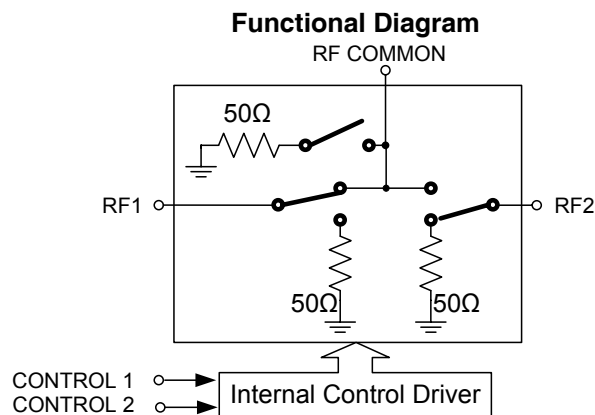 Functional Diagram
RF COMMON
50Ω
RF1
RF2
50Ω
50Ω
CONTROL 1
CONTROL 2
Internal Control Driver